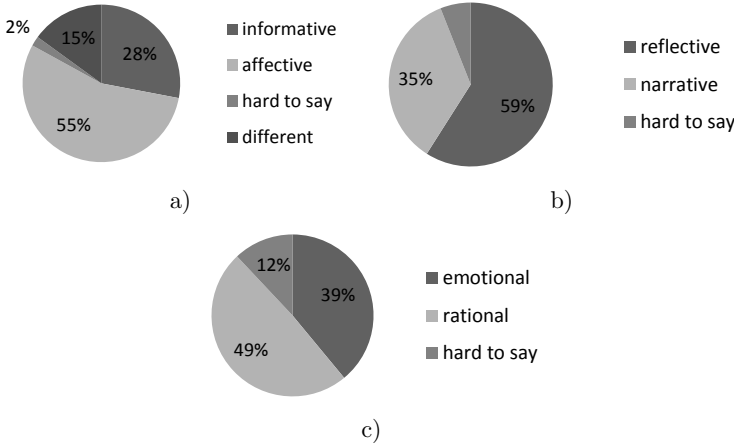 2%
15%
28%
55%
informative
affective
hard to say
different
a)
35%
59%
reflective
narrative
hard to say
b)
12%
39%
49%
emotional
rational
hard to say
c)